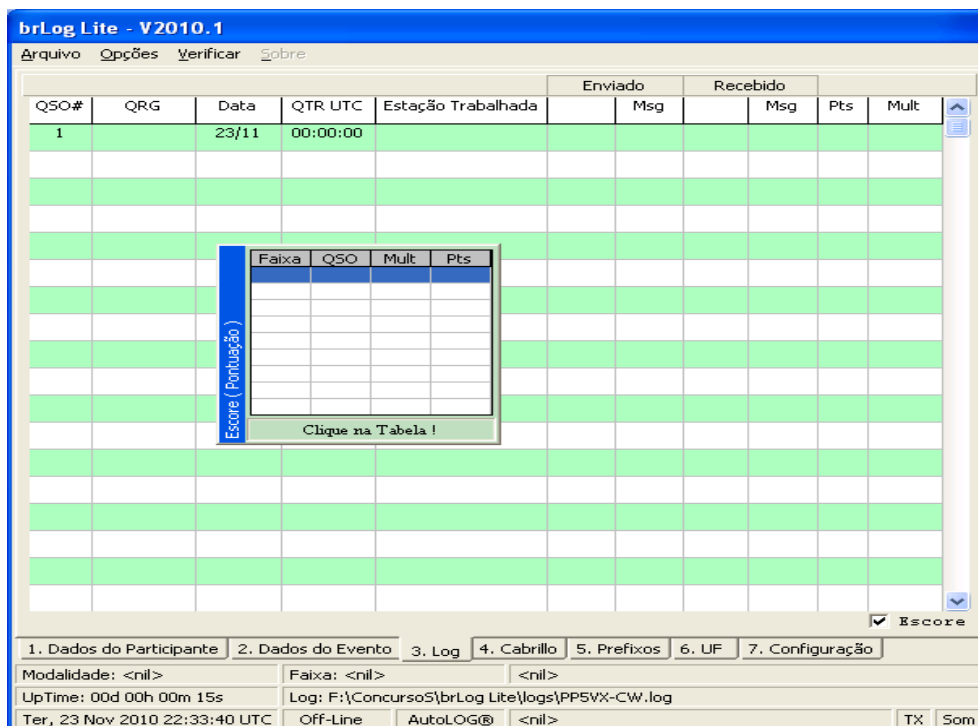 brLog Lite - V2010.1
Arquivo Opções Verificar Sobre
Enviado Recebido
QSO# QRG Data QTR UTC Estação Trabalhada Msg Msg Pts Mult
1 23/11 00:00:00
Escore ( Pontuação )
Faixa QSO Mult Pts
Clique na Tabela !
Escore
1. Dados do Participante 2. Dados do Evento 3. Log 4. Cabrillo 5. Prefixos 6. UF 7. Configuração
Modalidade: <nil> Faixa: <nil> <nil>
UpTime: 00d 00h 00m 15s Log: F:\ConcursoS\brLog Lite\logs\PP5VX-CW.log
Ter, 23 Nov 2010 22:33:40 UTC Off-Line AutoLOG® <nil> TX Som